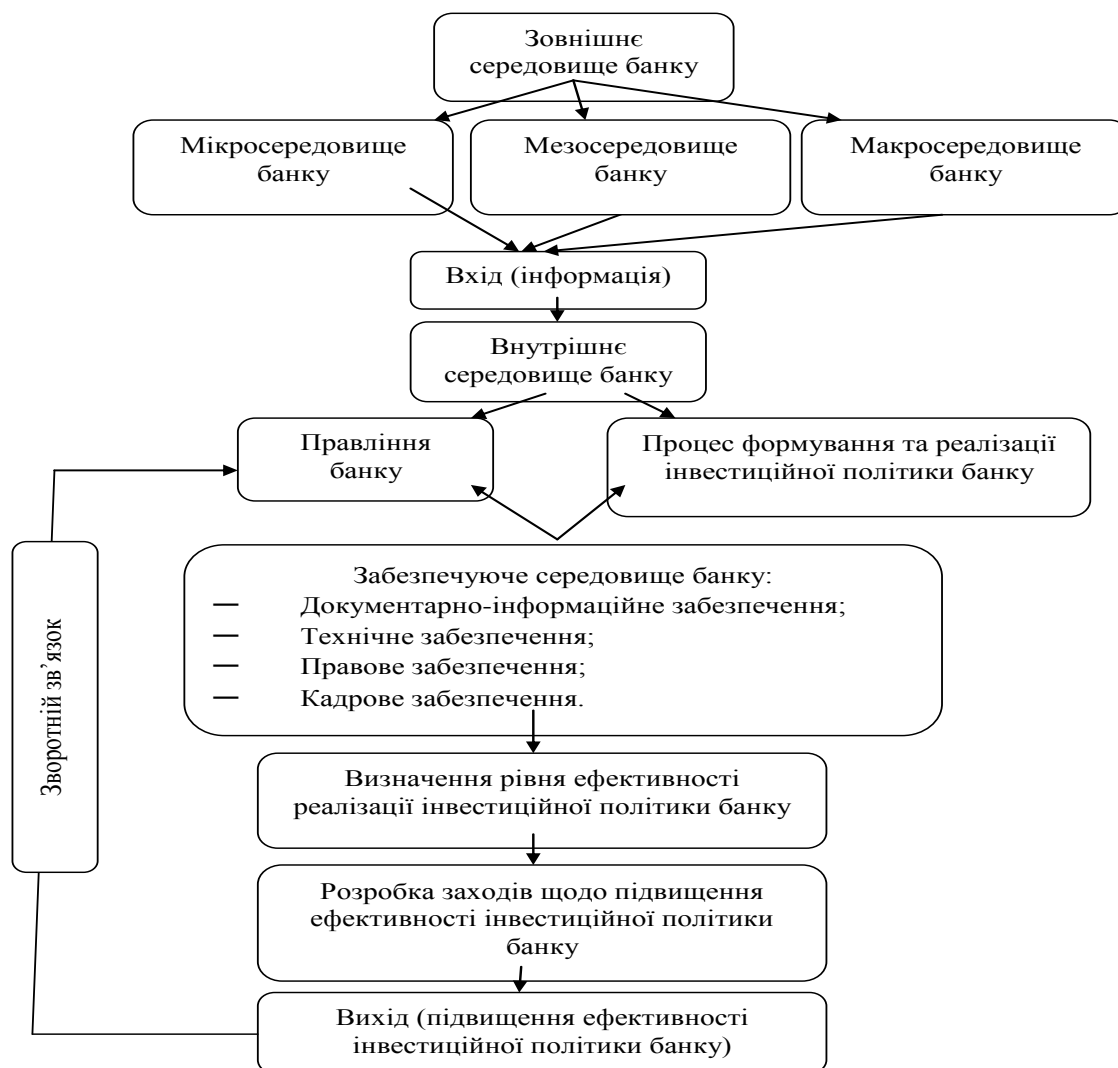 Зовнішнє
середовище банку
Мікросередовище
банку
Мезосередовище
банку
Макросередовище
банку
Вхід (інформація)
Внутрішнє
середовище банку
Правління
банку
Процес формування та реалізації
інвестиційної політики банку
Зворотній зв’язок
Забезпечуюче середовище банку:
— Документарно-інформаційне забезпечення;
— Технічне забезпечення;
— Правове забезпечення;
— Кадрове забезпечення.
Визначення рівня ефективності
реалізації інвестиційної політики банку
Розробка заходів щодо підвищення
ефективності інвестиційної політики
банку
Вихід (підвищення ефективності
інвестиційної політики банку)